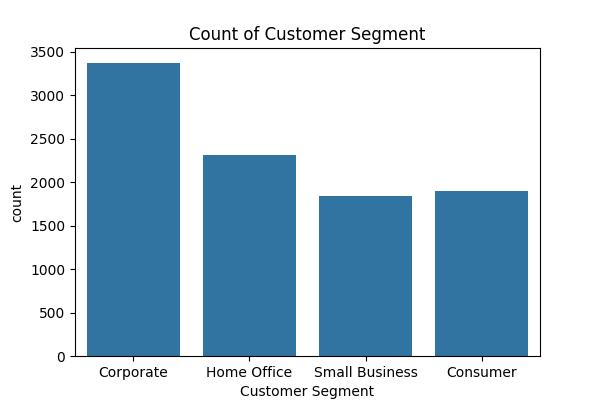 Count of Customer Segment
3500
3000
2500
2000
1500
1000
500
0
count
Corporate
Home Office
Small Business
Consumer
Customer Segment